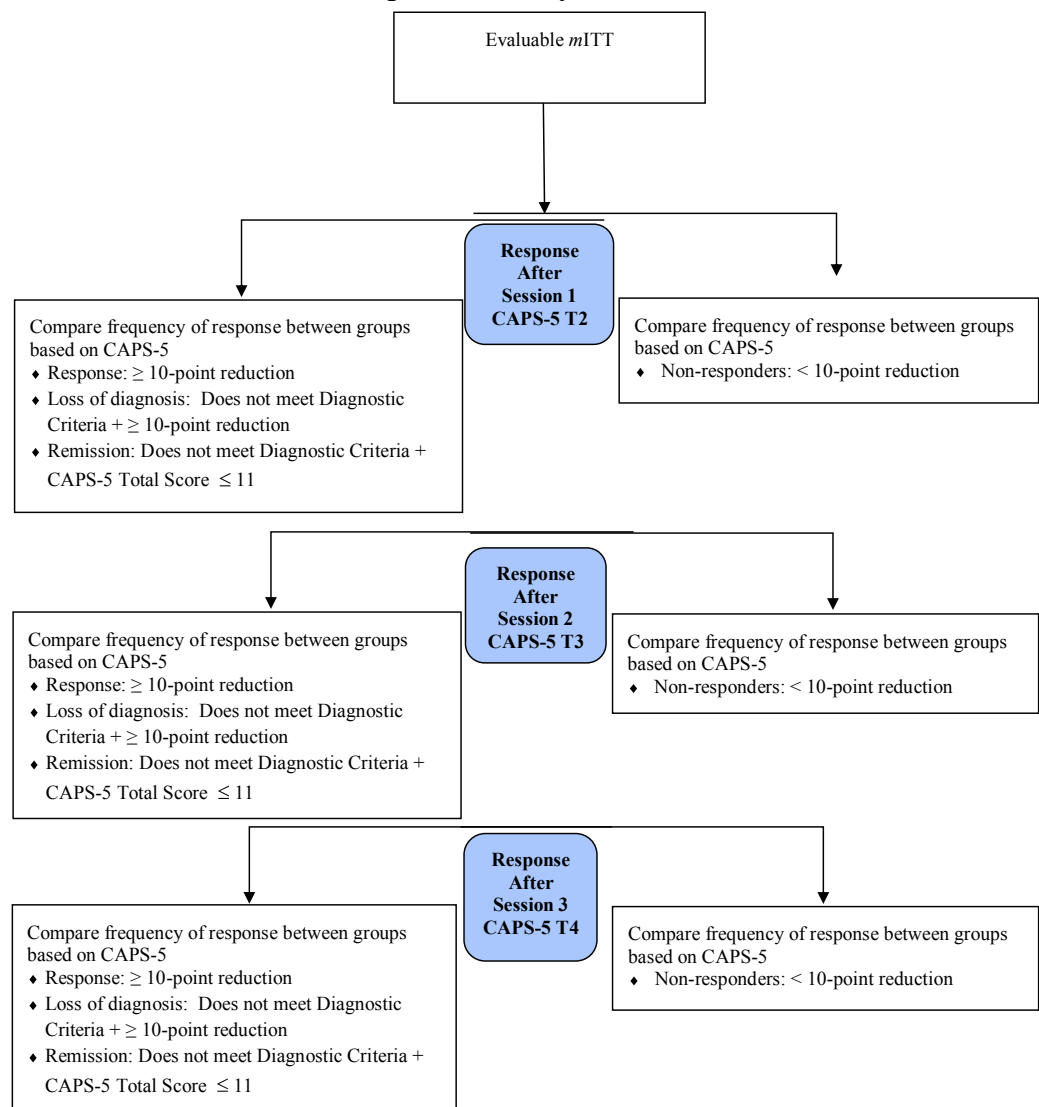 Evaluable mITT
Response
After
Session 1
CAPS-5 T2
Compare frequency of response between groups
based on CAPS-5
♦ Response: ≥ 10-point reduction
♦ Loss of diagnosis: Does not meet Diagnostic
Criteria + ≥ 10-point reduction
♦ Remission: Does not meet Diagnostic Criteria +
CAPS-5 Total Score ≤ 11
Compare frequency of response between groups
based on CAPS-5
♦ Non-responders: < 10-point reduction
Response
After
Session 2
CAPS-5 T3
Compare frequency of response between groups
based on CAPS-5
♦ Response: ≥ 10-point reduction
♦ Loss of diagnosis: Does not meet Diagnostic
Criteria + ≥ 10-point reduction
♦ Remission: Does not meet Diagnostic Criteria +
CAPS-5 Total Score ≤ 11
Compare frequency of response between groups
based on CAPS-5
♦ Non-responders: < 10-point reduction
Response
After
Session 3
CAPS-5 T4
Compare frequency of response between groups
based on CAPS-5
♦ Response: ≥ 10-point reduction
♦ Loss of diagnosis: Does not meet Diagnostic
Criteria + ≥ 10-point reduction
♦ Remission: Does not meet Diagnostic Criteria +
CAPS-5 Total Score ≤ 11
Compare frequency of response between groups
based on CAPS-5
♦ Non-responders: < 10-point reduction